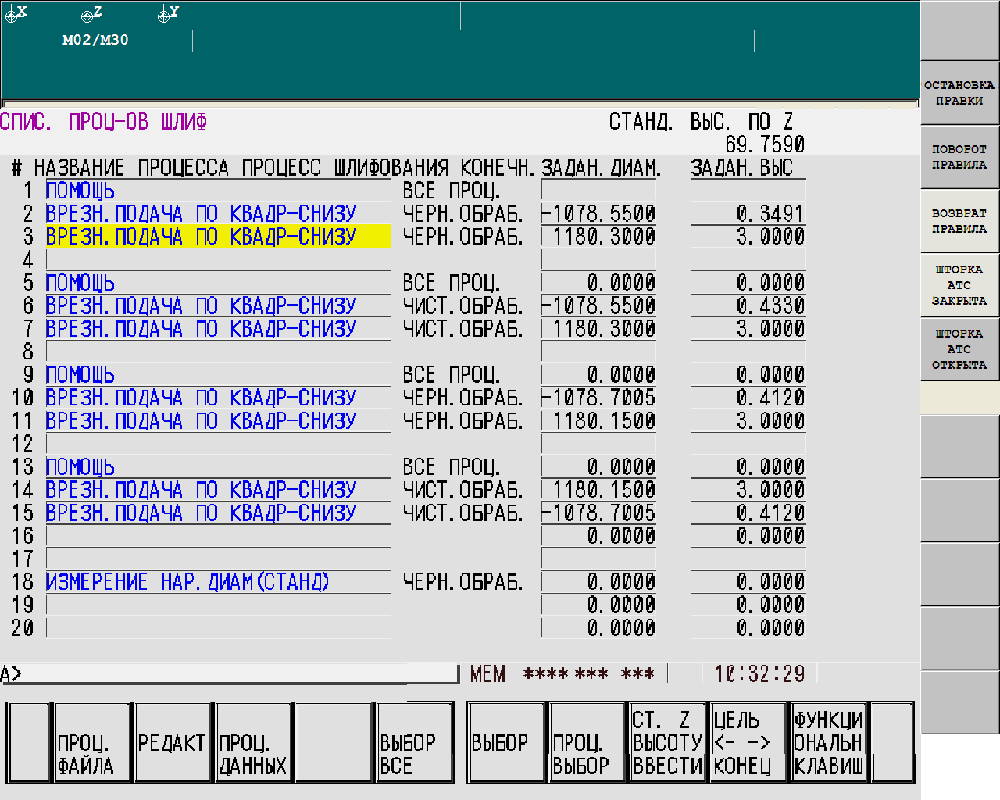 X Z Y
M02/M30
ОСТАНОВКА
ПРАВКИ
ПОВОРОТ
ПРАВИЛА
ВОЗВРАТ
ПРАВИЛА
ШТОРКА
АТС
ЗАКРЫТА
ШТОРКА
АТС
ОТКРЫТА
СПИС. ПРОЦ-ОВ ШЛИФ
СТАНД. ВЫС. ПО Z
69.7590
# НАЗВАНИЕ ПРОЦЕССА ПРОЦЕСС ШЛИФОВАНИЯ КОНЕЧН. ЗАДАН.ДИАМ. ЗАДАН.ВЫС
1 ПОМОЩЬ ВСЕ ПРОЦ.
2 ВРЕЗН.ПОДАЧА ПО КВАДР-СНИЗУ ЧЕРН.ОБРАБ. -1078.5500 0.3491
3 ВРЕЗН.ПОДАЧА ПО КВАДР-СНИЗУ ЧЕРН.ОБРАБ. 1180.3000 3.0000
4
5 ПОМОЩЬ ВСЕ ПРОЦ. 0.0000 0.0000
6 ВРЕЗН.ПОДАЧА ПО КВАДР-СНИЗУ ЧИСТ.ОБРАБ. -1078.5500 0.4330
7 ВРЕЗН.ПОДАЧА ПО КВАДР-СНИЗУ ЧИСТ.ОБРАБ. 1180.3000 3.0000
8
9 ПОМОЩЬ ВСЕ ПРОЦ. 0.0000 0.0000
10 ВРЕЗН.ПОДАЧА ПО КВАДР-СНИЗУ ЧЕРН.ОБРАБ. -1078.7005 0.4120
11 ВРЕЗН.ПОДАЧА ПО КВАДР-СНИЗУ ЧЕРН.ОБРАБ. 1180.1500 3.0000
12
13 ПОМОЩЬ ВСЕ ПРОЦ. 0.0000 0.0000
14 ВРЕЗН.ПОДАЧА ПО КВАДР-СНИЗУ ЧИСТ.ОБРАБ. 1180.1500 3.0000
15 ВРЕЗН.ПОДАЧА ПО КВАДР-СНИЗУ ЧИСТ.ОБРАБ. -1078.7005 0.4120
16 0.0000 0.0000
17
18 ИЗМЕРЕНИЕ НАР.ДИАМ(СТАНД) ЧЕРН.ОБРАБ. 0.0000 0.0000
19 0.0000 0.0000
20 0.0000 0.0000
A>
MEM **** *** *** 10:32:29
ПРОЦ.
ФАЙЛА
РЕДАКТ
ПРОЦ.
ДАННЫХ
ВЫБОР
ВСЕ
ВЫБОР
ПРОЦ.
ВЫБОР
СТ. Z
ВЫСОТУ
ВВЕСТИ
ЦЕЛЬ
<- ->
КОНЕЦ
ФУНКЦИ
ОНАЛЬН
КЛАВИШ